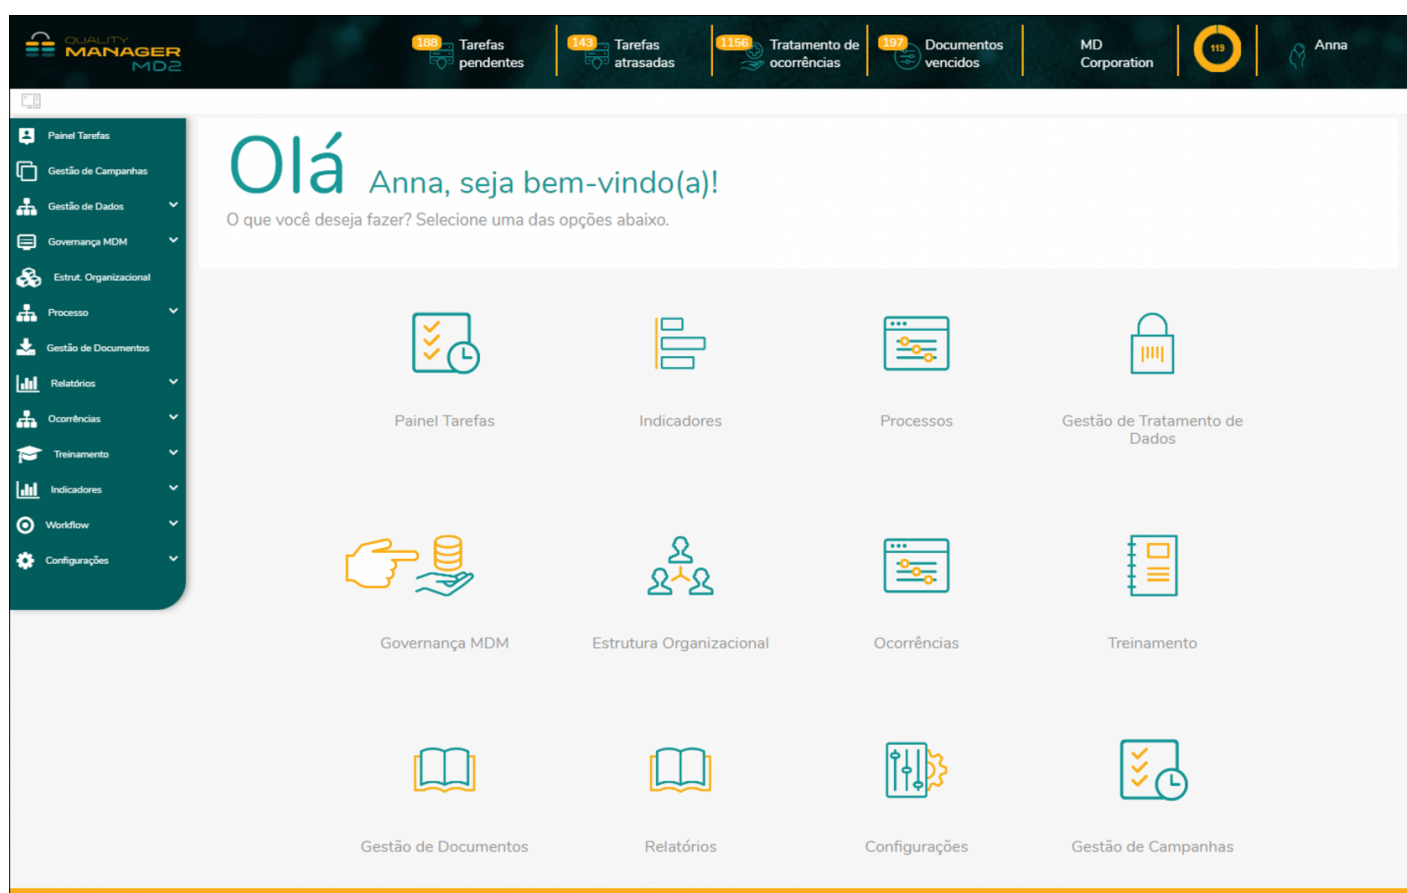 QUALITY
MANAGER
MD2
188 Tarefas
pendentes
143 Tarefas
atrasadas
1156 Tratamento de
ocorrências
197 Documentos
vencidos
MD
Corporation
119
Anna
Painel Tarefas
Gestão de Campanhas
Gestão de Dados
Governança MDM
Estrut. Organizacional
Processo
Gestão de Documentos
Relatórios
Ocorrências
Treinamento
Indicadores
Workflow
Configurações
Olá Anna, seja bem-vindo(a)!
O que você deseja fazer? Selecione uma das opções abaixo.
Painel Tarefas
Indicadores
Processos
Gestão de Tratamento de
Dados
Governança MDM
Estrutura Organizacional
Ocorrências
Treinamento
Gestão de Documentos
Relatórios
Configurações
Gestão de Campanhas